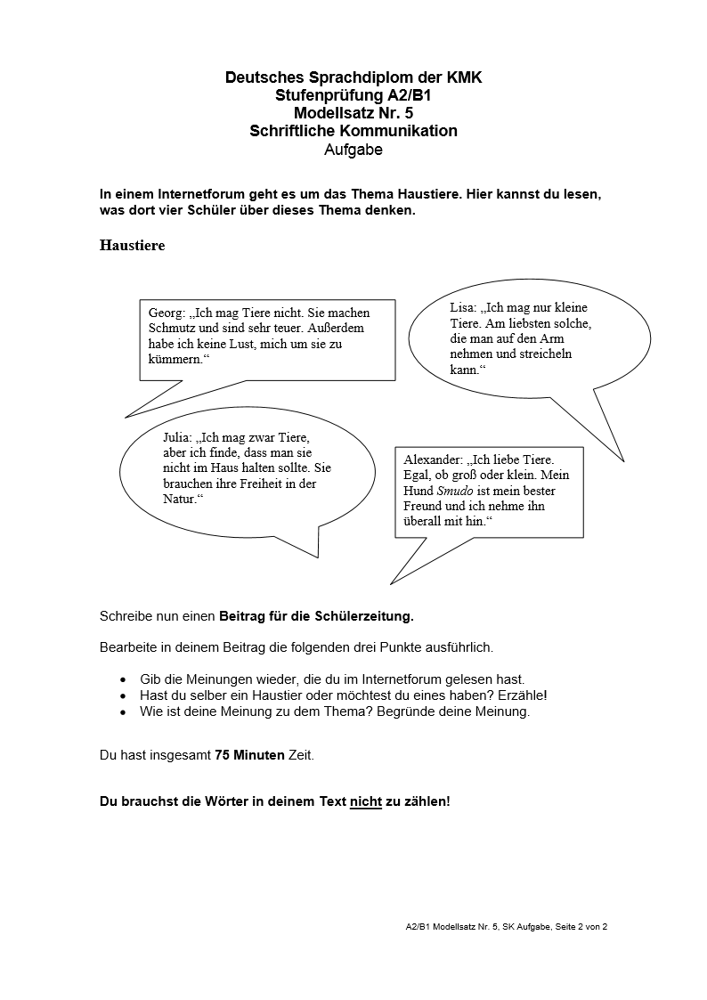 Deutsches Sprachdiplom der KMK
Stufenprüfung A2/B1
Modellsatz Nr. 5
Schriftliche Kommunikation
Aufgabe
In einem Internetforum geht es um das Thema Haustiere. Hier kannst du lesen,
was dort vier Schüler über dieses Thema denken.
Haustiere
Georg: „Ich mag Tiere nicht. Sie machen
Schmutz und sind sehr teuer. Außerdem
habe ich keine Lust, mich um sie zu
kümmern.“
Lisa: „Ich mag nur kleine
Tiere. Am liebsten solche,
die man auf den Arm
nehmen und streicheln
kann.“
Julia: „Ich mag zwar Tiere,
aber ich finde, dass man sie
nicht im Haus halten sollte. Sie
brauchen ihre Freiheit in der
Natur.“
Alexander: „Ich liebe Tiere.
Egal, ob groß oder klein. Mein
Hund Smudo ist mein bester
Freund und ich nehme ihn
überall mit hin.“
Schreibe nun einen Beitrag für die Schülerzeitung.
Bearbeite in deinem Beitrag die folgenden drei Punkte ausführlich.
• Gib die Meinungen wieder, die du im Internetforum gelesen hast.
• Hast du selber ein Haustier oder möchtest du eines haben? Erzähle!
• Wie ist deine Meinung zu dem Thema? Begründe deine Meinung.
Du hast insgesamt 75 Minuten Zeit.
Du brauchst die Wörter in deinem Text nicht zu zählen!
A2/B1 Modellsatz Nr. 5, SK Aufgabe, Seite 2 von 2